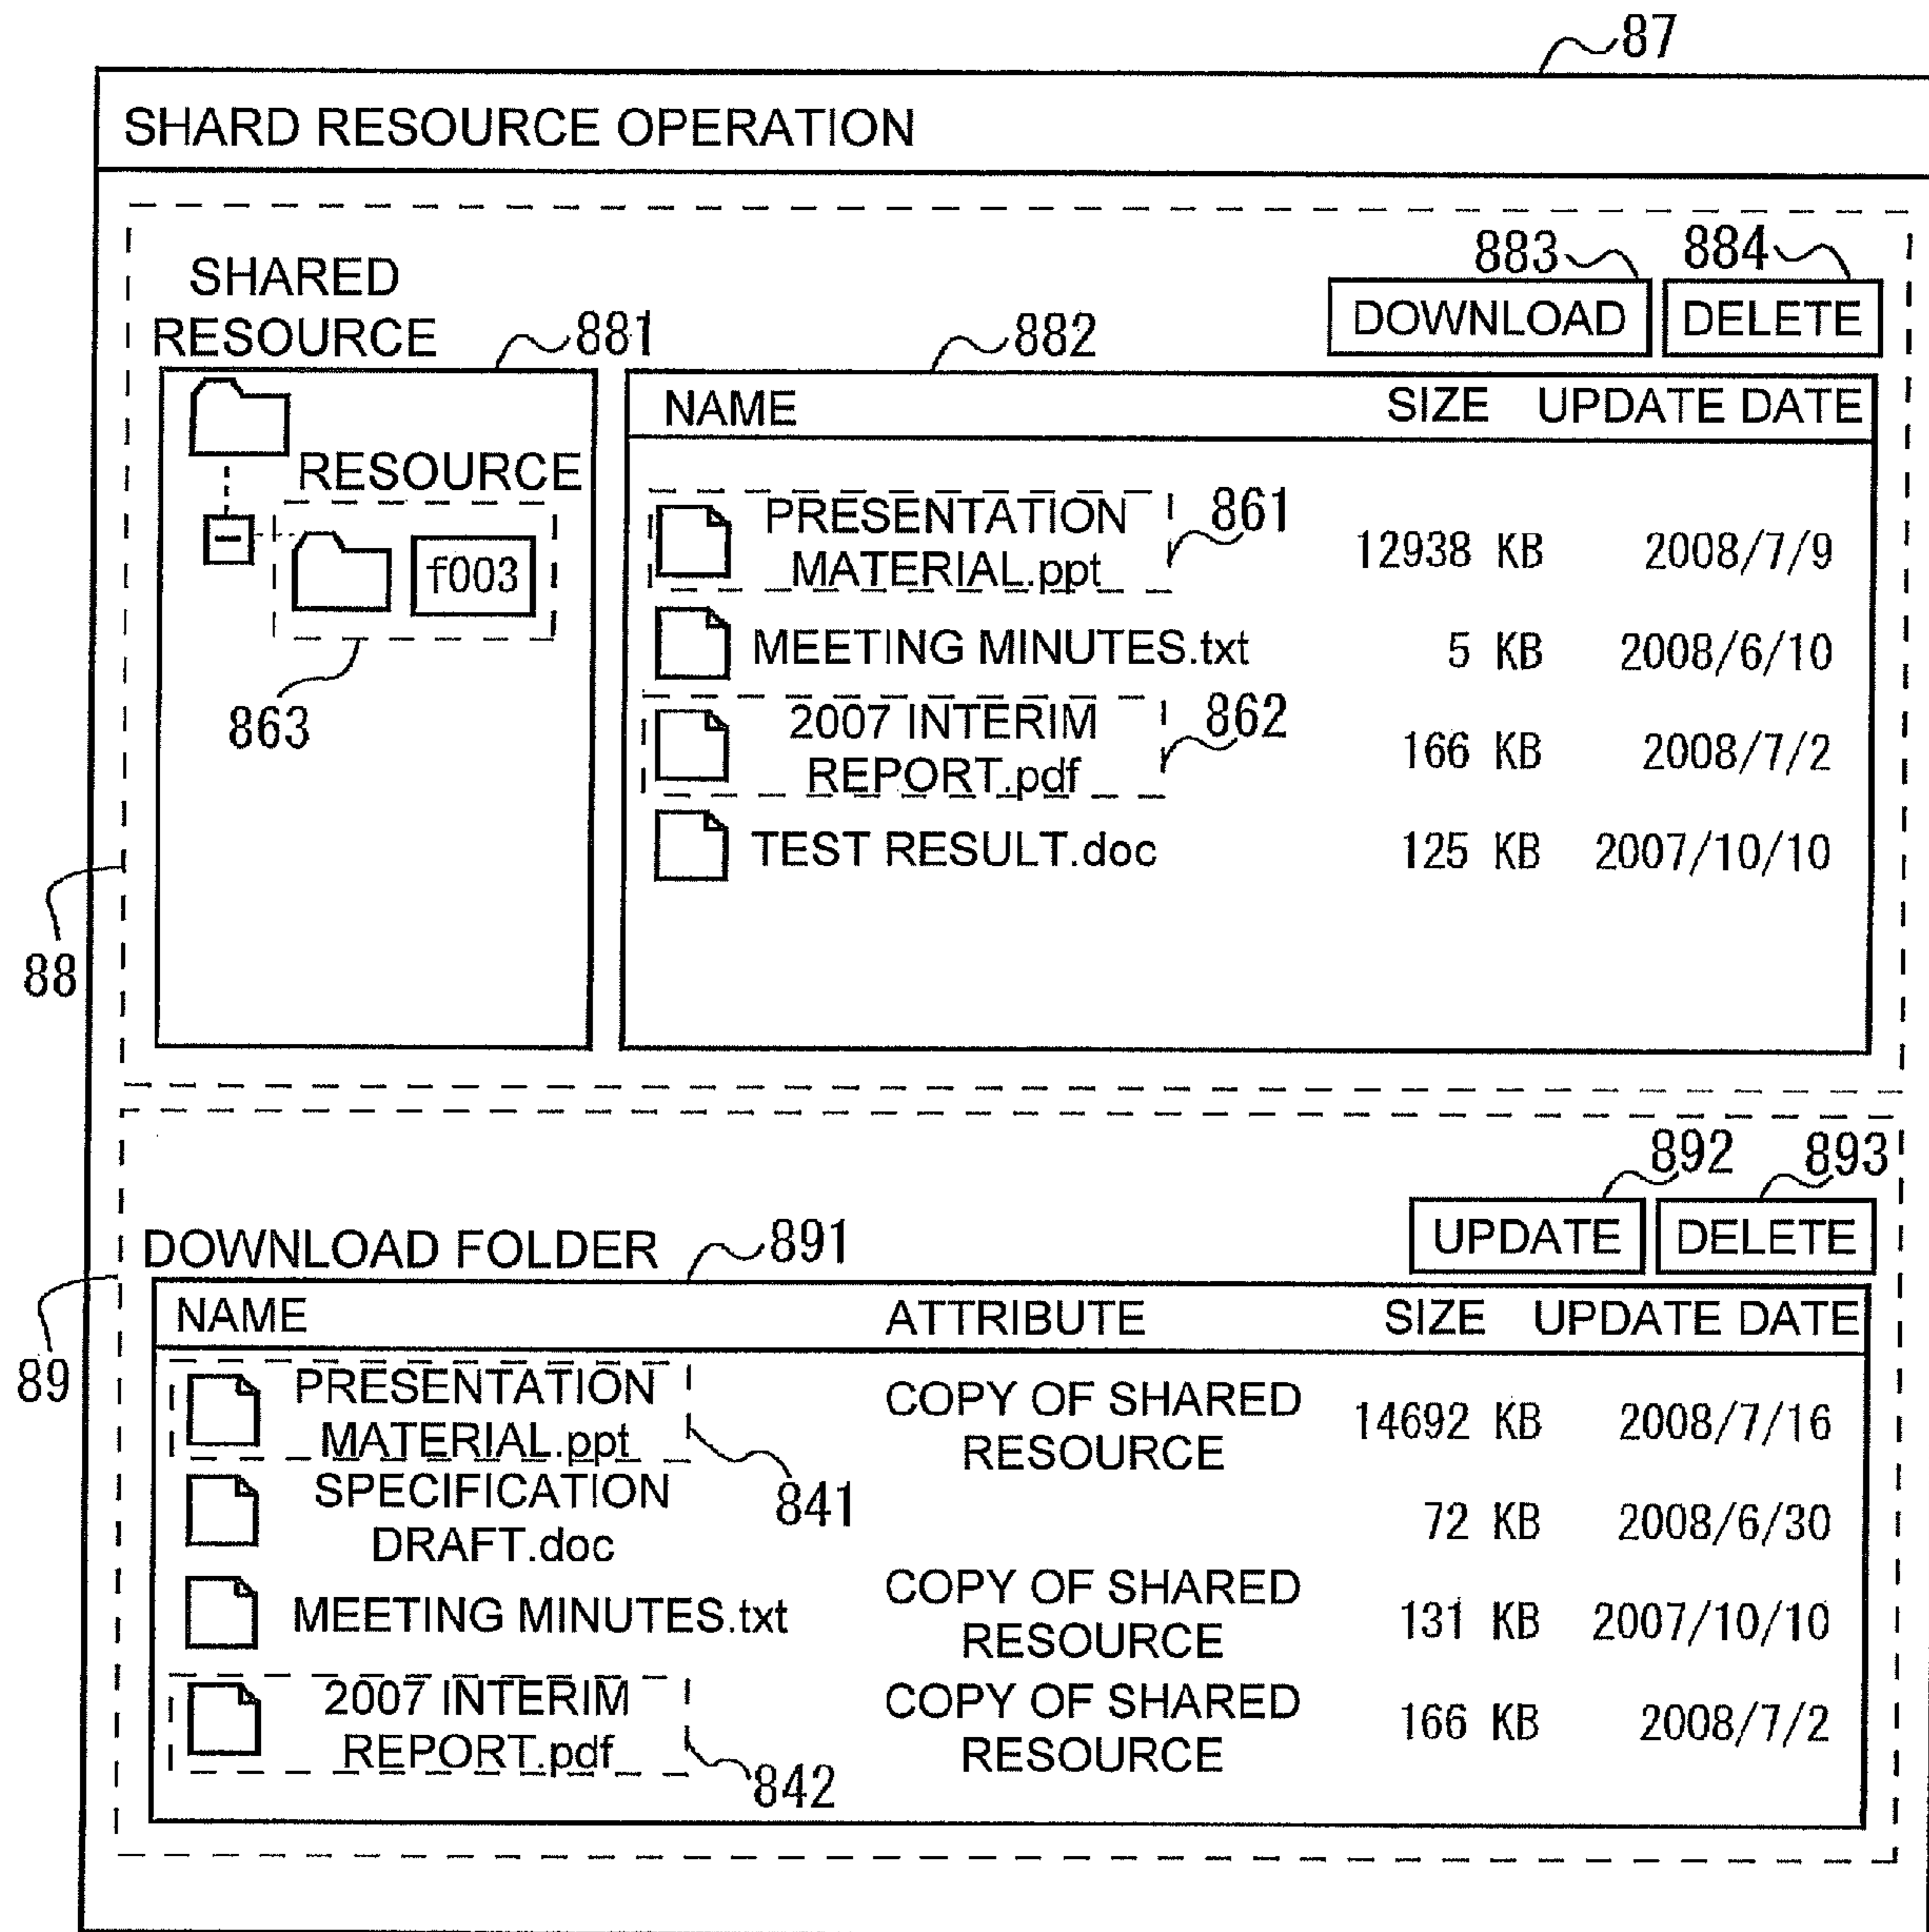 87
SHARD RESOURCE OPERATION
883 884
SHARED
RESOURCE
DOWNLOAD DELETE
881 882
NAME SIZE UPDATE DATE
RESOURCE
f003
863
PRESENTATION
MATERIAL.ppt
861
12938 KB 2008/7/9
MEETING MINUTES.txt 5 KB 2008/6/10
2007 INTERIM
REPORT.pdf
862
166 KB 2008/7/2
TEST RESULT.doc 125 KB 2007/10/10
88
892 893
UPDATE DELETE
DOWNLOAD FOLDER 891
NAME ATTRIBUTE SIZE UPDATE DATE
89
PRESENTATION
MATERIAL.ppt
841
COPY OF SHARED
RESOURCE
14692 KB 2008/7/16
SPECIFICATION
DRAFT.doc
72 KB 2008/6/30
MEETING MINUTES.txt
COPY OF SHARED
RESOURCE
131 KB 2007/10/10
2007 INTERIM
REPORT.pdf
842
COPY OF SHARED
RESOURCE
166 KB 2008/7/2